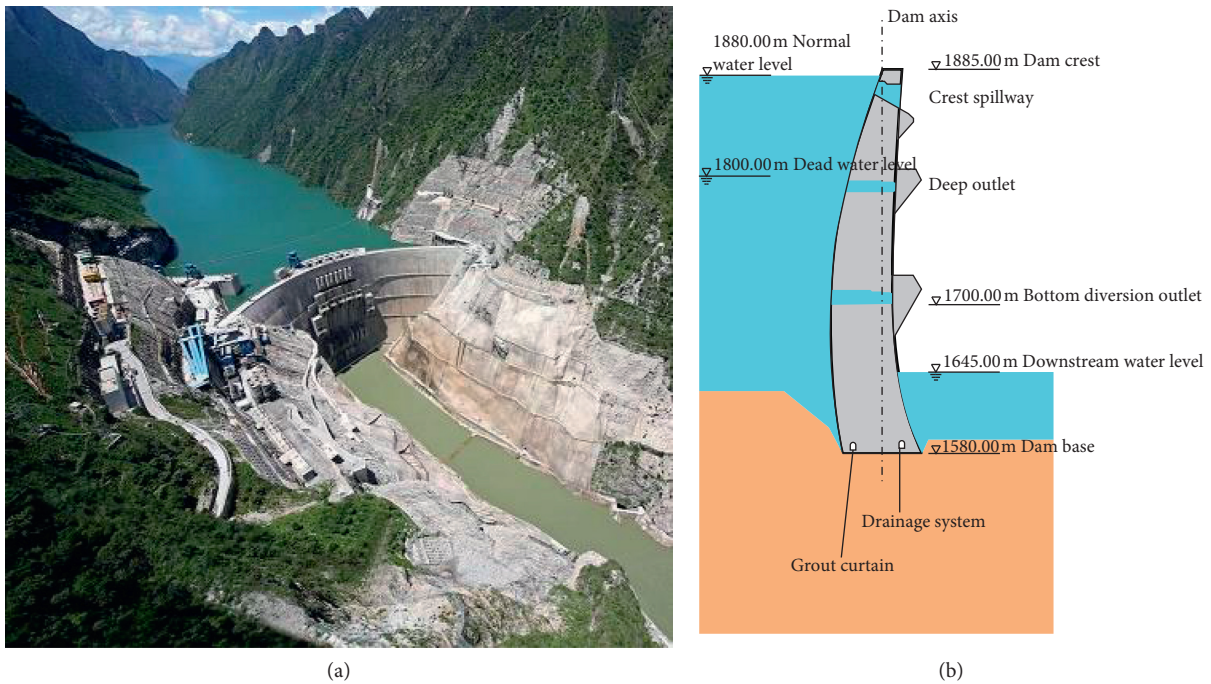 Dam axis
1880.00 m Normal
water level
1885.00 m Dam crest
Crest spillway
1800.00 m Dead water level
Deep outlet
1700.00 m Bottom diversion outlet
1645.00 m Downstream water level
1580.00 m Dam base
Drainage system
Grout curtain
(a)
(b)